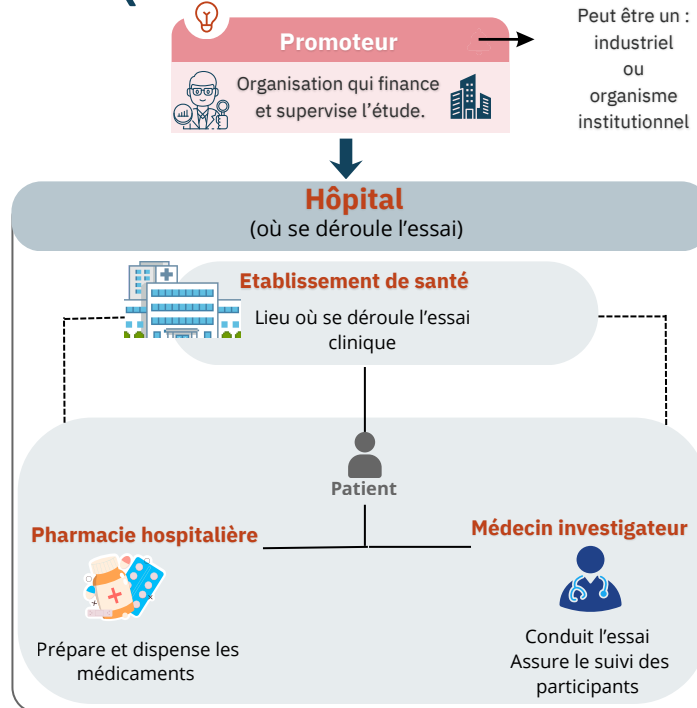 Promoteur
Organisation qui finance
et supervise l’étude.
Peut être un :
industriel
ou
organisme
institutionnel
Hôpital
(où se déroule l’essai)
Etablissement de santé
Lieu où se déroule l’essai
clinique
Patient
Pharmacie hospitalière
Prépare et dispense les
médicaments
Médecin investigateur
Conduit l’essai
Assure le suivi des
participants